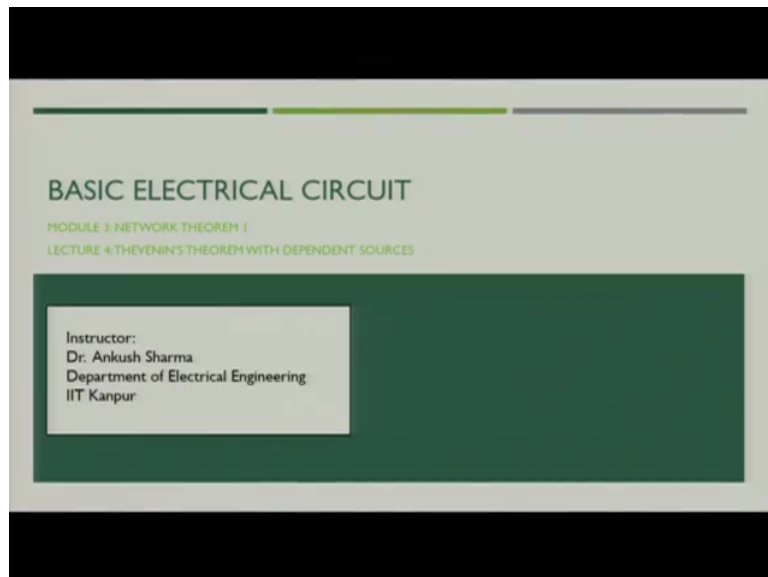 BASIC ELECTRICAL CIRCUIT
MODULE 3: NETWORK THEOREM 1
LECTURE 4: THEVENIN'S THEOREM WITH DEPENDENT SOURCES
Instructor:
Dr. Ankush Sharma
Department of Electrical Engineering
IIT Kanpur